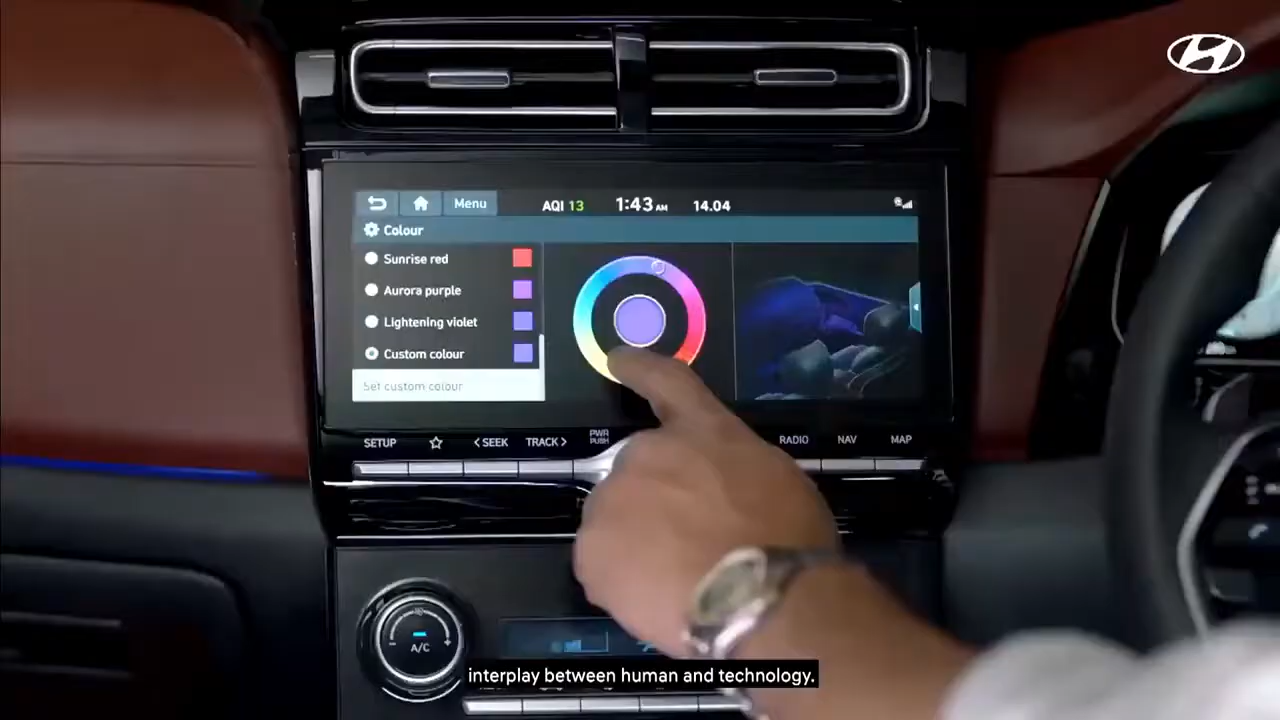 Menu
AQI 13
1:43 AM
14.04
Colour
Sunrise red
Aurora purple
Lightening violet
Custom colour
Set custom colour
SETUP
SEEK
TRACK
PWR
PUSH
RADIO
NAV
MAP
A/C
interplay between human and technology.